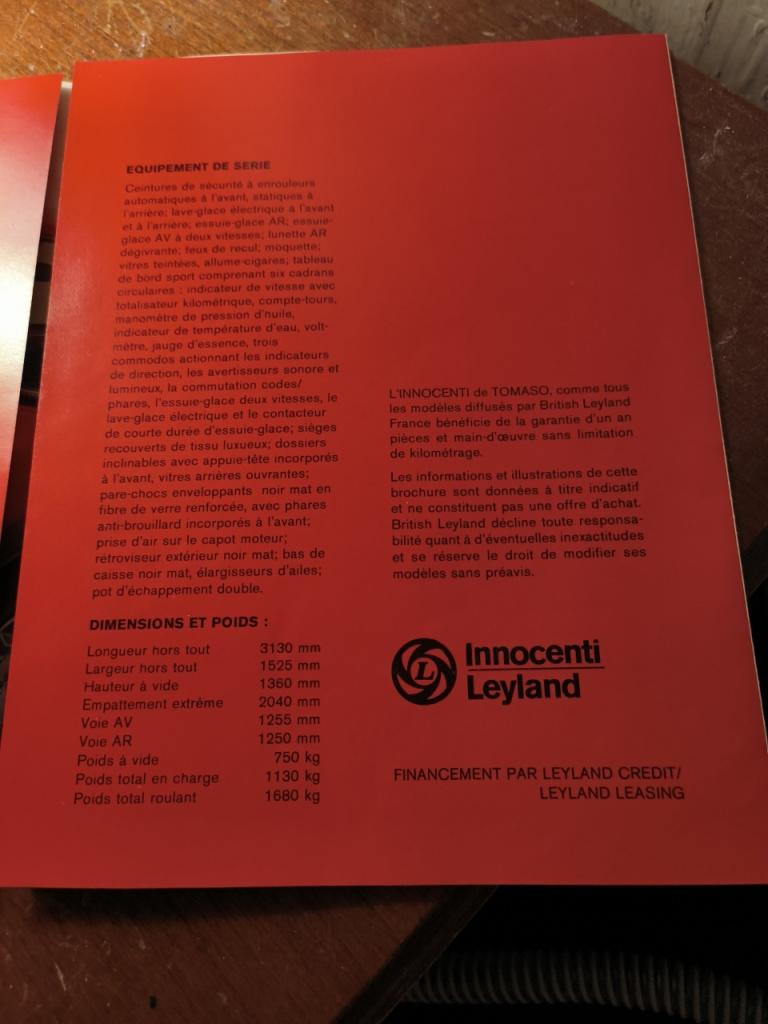 EQUIPEMENT DE SERIE
Ceintures de sécurité à enrouleurs
automatiques à l'avant, statiques à
l'arrière; lave-glace électrique à l'avant
et à l'arrière; essuie-glace AR; essuie-
glace AV à deux vitesses; lunette AR
dégivrante; feux de recul; moquette;
vitres teintées, allume-cigares; tableau
de bord sport comprenant six cadrans
circulaires : indicateur de vitesse avec
totalisateur kilométrique, compte-tours,
manomètre de pression d'huile,
indicateur de température d'eau, volt-
mètre, jauge d'essence, trois
commodos actionnant les indicateurs
de direction, les avertisseurs sonore et
lumineux, la commutation codes/
phares, l'essuie-glace deux vitesses, le
lave-glace électrique et le contacteur
de courte durée d'essuie-glace; sièges
recouverts de tissu luxueux; dossiers
inclinables avec appuie-tête incorporés
à l'avant, vitres arrières ouvrantes;
pare-chocs enveloppants noir mat en
fibre de verre renforcée, avec phares
anti-brouillard incorporés à l'avant;
prise d'air sur le capot moteur;
rétroviseur extérieur noir mat; bas de
caisse noir mat, élargisseurs d'ailes;
pot d'échappement double.
DIMENSIONS ET POIDS :
Longueur hors tout 3130 mm
Largeur hors tout 1525 mm
Hauteur à vide 1360 mm
Empattement extrême 2040 mm
Voie AV 1255 mm
Voie AR 1250 mm
Poids à vide 750 kg
Poids total en charge 1130 kg
Poids total roulant 1680 kg
L'INNOCENTI de TOMASO, comme tous
les modèles diffusés par British Leyland
France bénéficie de la garantie d'un an
pièces et main-d'œuvre sans limitation
de kilométrage.
Les informations et illustrations de cette
brochure sont données à titre indicatif
et ne constituent pas une offre d'achat.
British Leyland décline toute responsa-
bilité quant à d'éventuelles inexactitudes
et se réserve le droit de modifier ses
modèles sans préavis.
L
Innocenti
Leyland
FINANCEMENT PAR LEYLAND CREDIT/
LEYLAND LEASING